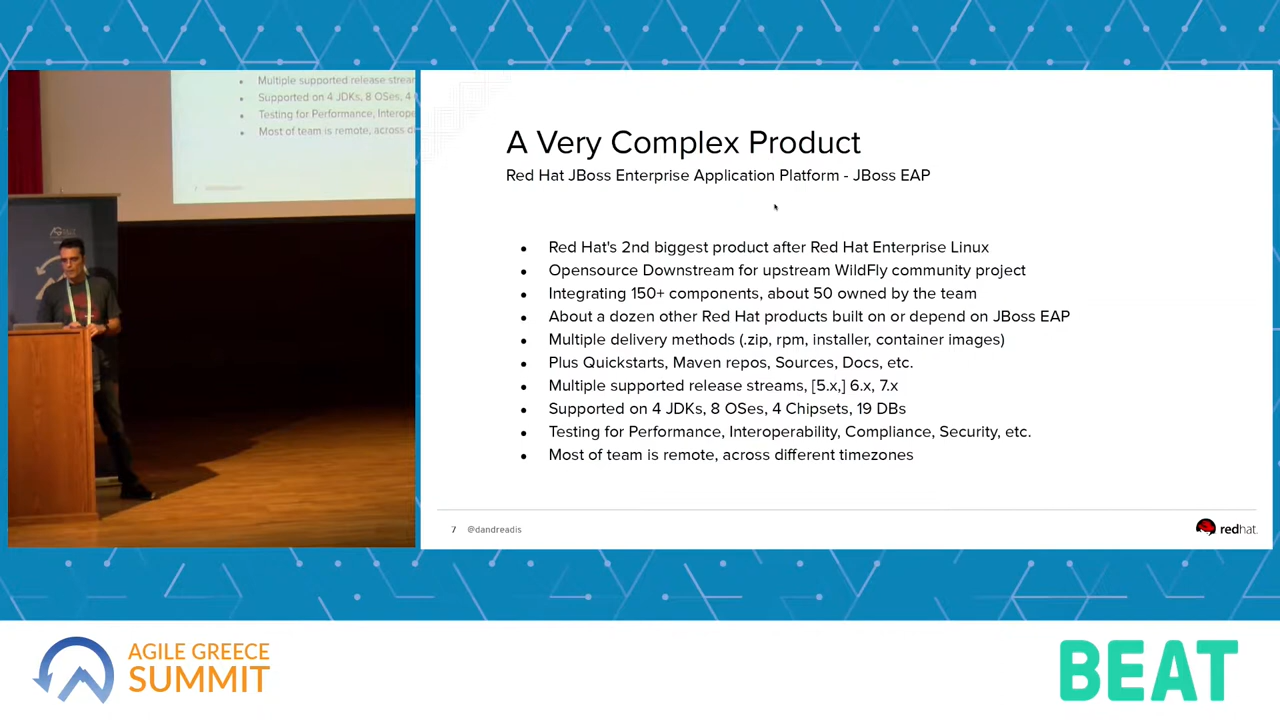 Multiple supported release strea
Supported on 4 JDKs, 8 OSes, 4
Testing for Performance, Interope
Most of team is remote, across d
A Very Complex Product
Red Hat JBoss Enterprise Application Platform - JBoss EAP
• Red Hat's 2nd biggest product after Red Hat Enterprise Linux
• Opensource Downstream for upstream WildFly community project
• Integrating 150+ components, about 50 owned by the team
• About a dozen other Red Hat products built on or depend on JBoss EAP
• Multiple delivery methods (.zip, rpm, installer, container images)
• Plus Quickstarts, Maven repos, Sources, Docs, etc.
• Multiple supported release streams, [5.x,] 6.x, 7.x
• Supported on 4 JDKs, 8 OSes, 4 Chipsets, 19 DBs
• Testing for Performance, Interoperability, Compliance, Security, etc.
• Most of team is remote, across different timezones
7 @dandreadis
redhat.
AGILE GREECE
SUMMIT
BEAT